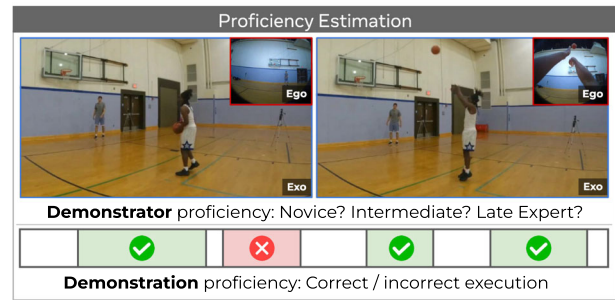 Proficiency Estimation
Ego
Exo
Ego
Exo
Demonstrator proficiency: Novice? Intermediate? Late Expert?
Demonstration proficiency: Correct / incorrect execution